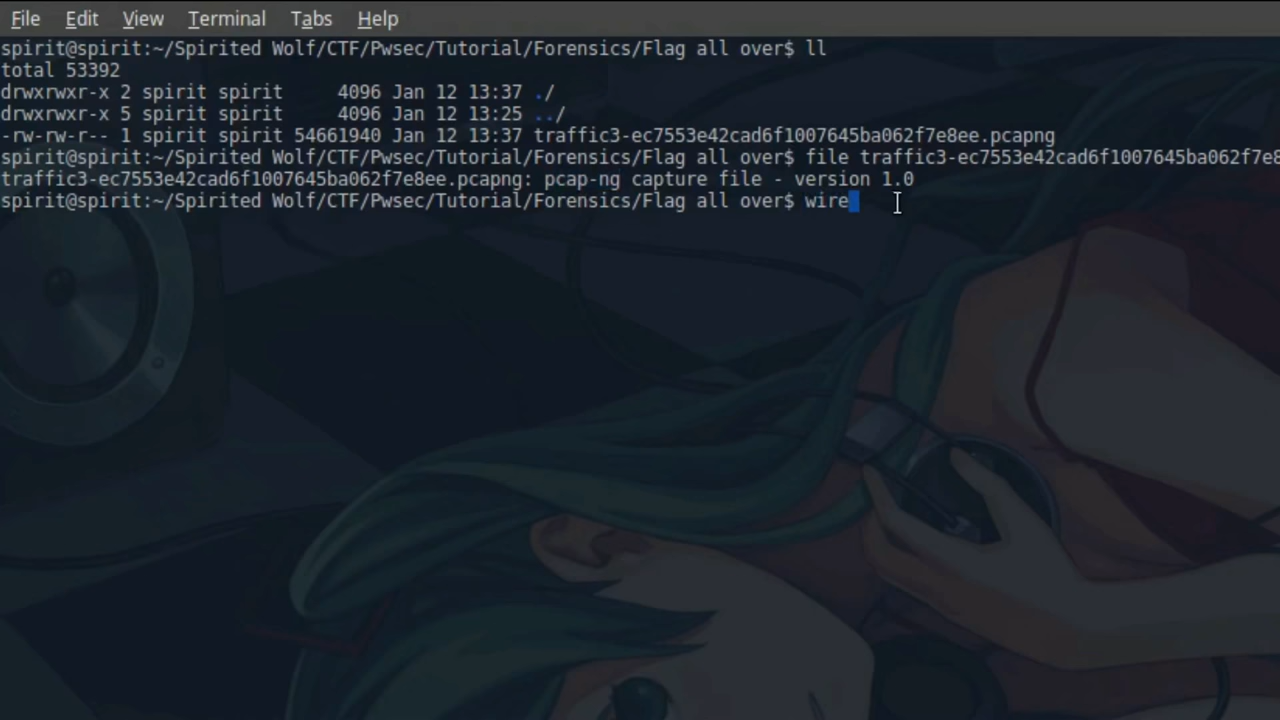 File Edit View Terminal Tabs Help
spirit@spirit:~/Spirited Wolf/CTF/Pwsec/Tutorial/Forensics/Flag all over$ ll
total 53392
drwxrwxr-x 2 spirit spirit     4096 Jan 12 13:37 ./
drwxrwxr-x 5 spirit spirit     4096 Jan 12 13:25 ../
-rw-rw-r-- 1 spirit spirit 54661940 Jan 12 13:37 traffic3-ec7553e42cad6f1007645ba062f7e8ee.pcapng
spirit@spirit:~/Spirited Wolf/CTF/Pwsec/Tutorial/Forensics/Flag all over$ file traffic3-ec7553e42cad6f1007645ba062f7e8
traffic3-ec7553e42cad6f1007645ba062f7e8ee.pcapng: pcap-ng capture file - version 1.0
spirit@spirit:~/Spirited Wolf/CTF/Pwsec/Tutorial/Forensics/Flag all over$ wire